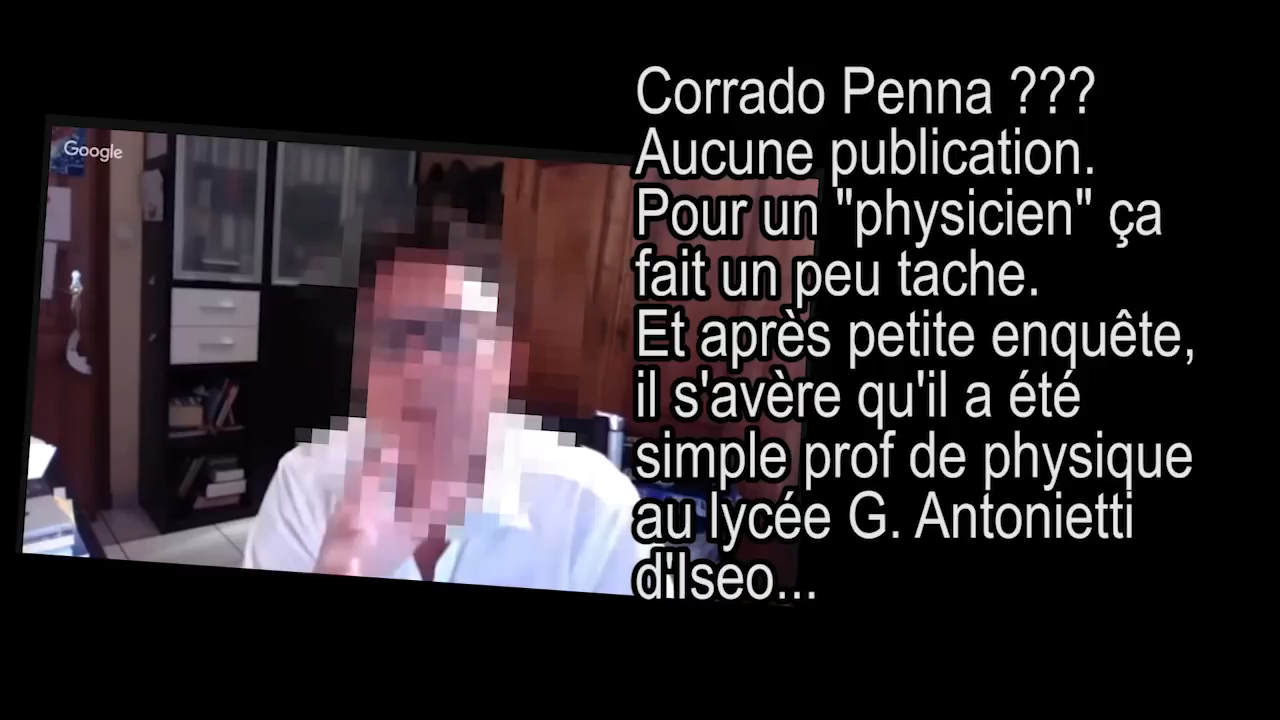 Google
Corrado Penna ???
Aucune publication.
Pour un "physicien" ça
fait un peu tache.
Et après petite enquête,
il s'avère qu'il a été
simple prof de physique
au lycée G. Antonietti
d'Iseo...